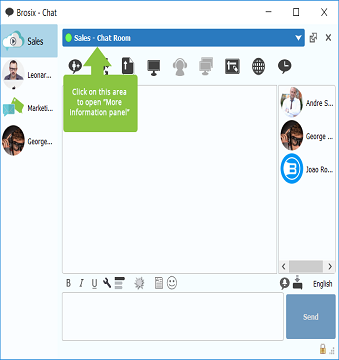 Brosix - Chat
Sales
Sales - Chat Room
Leonar...
Marketi...
George...
Click on this area
to open "More
information panel"
Andre S...
George ...
Joao Ro...
B I U
English
Send